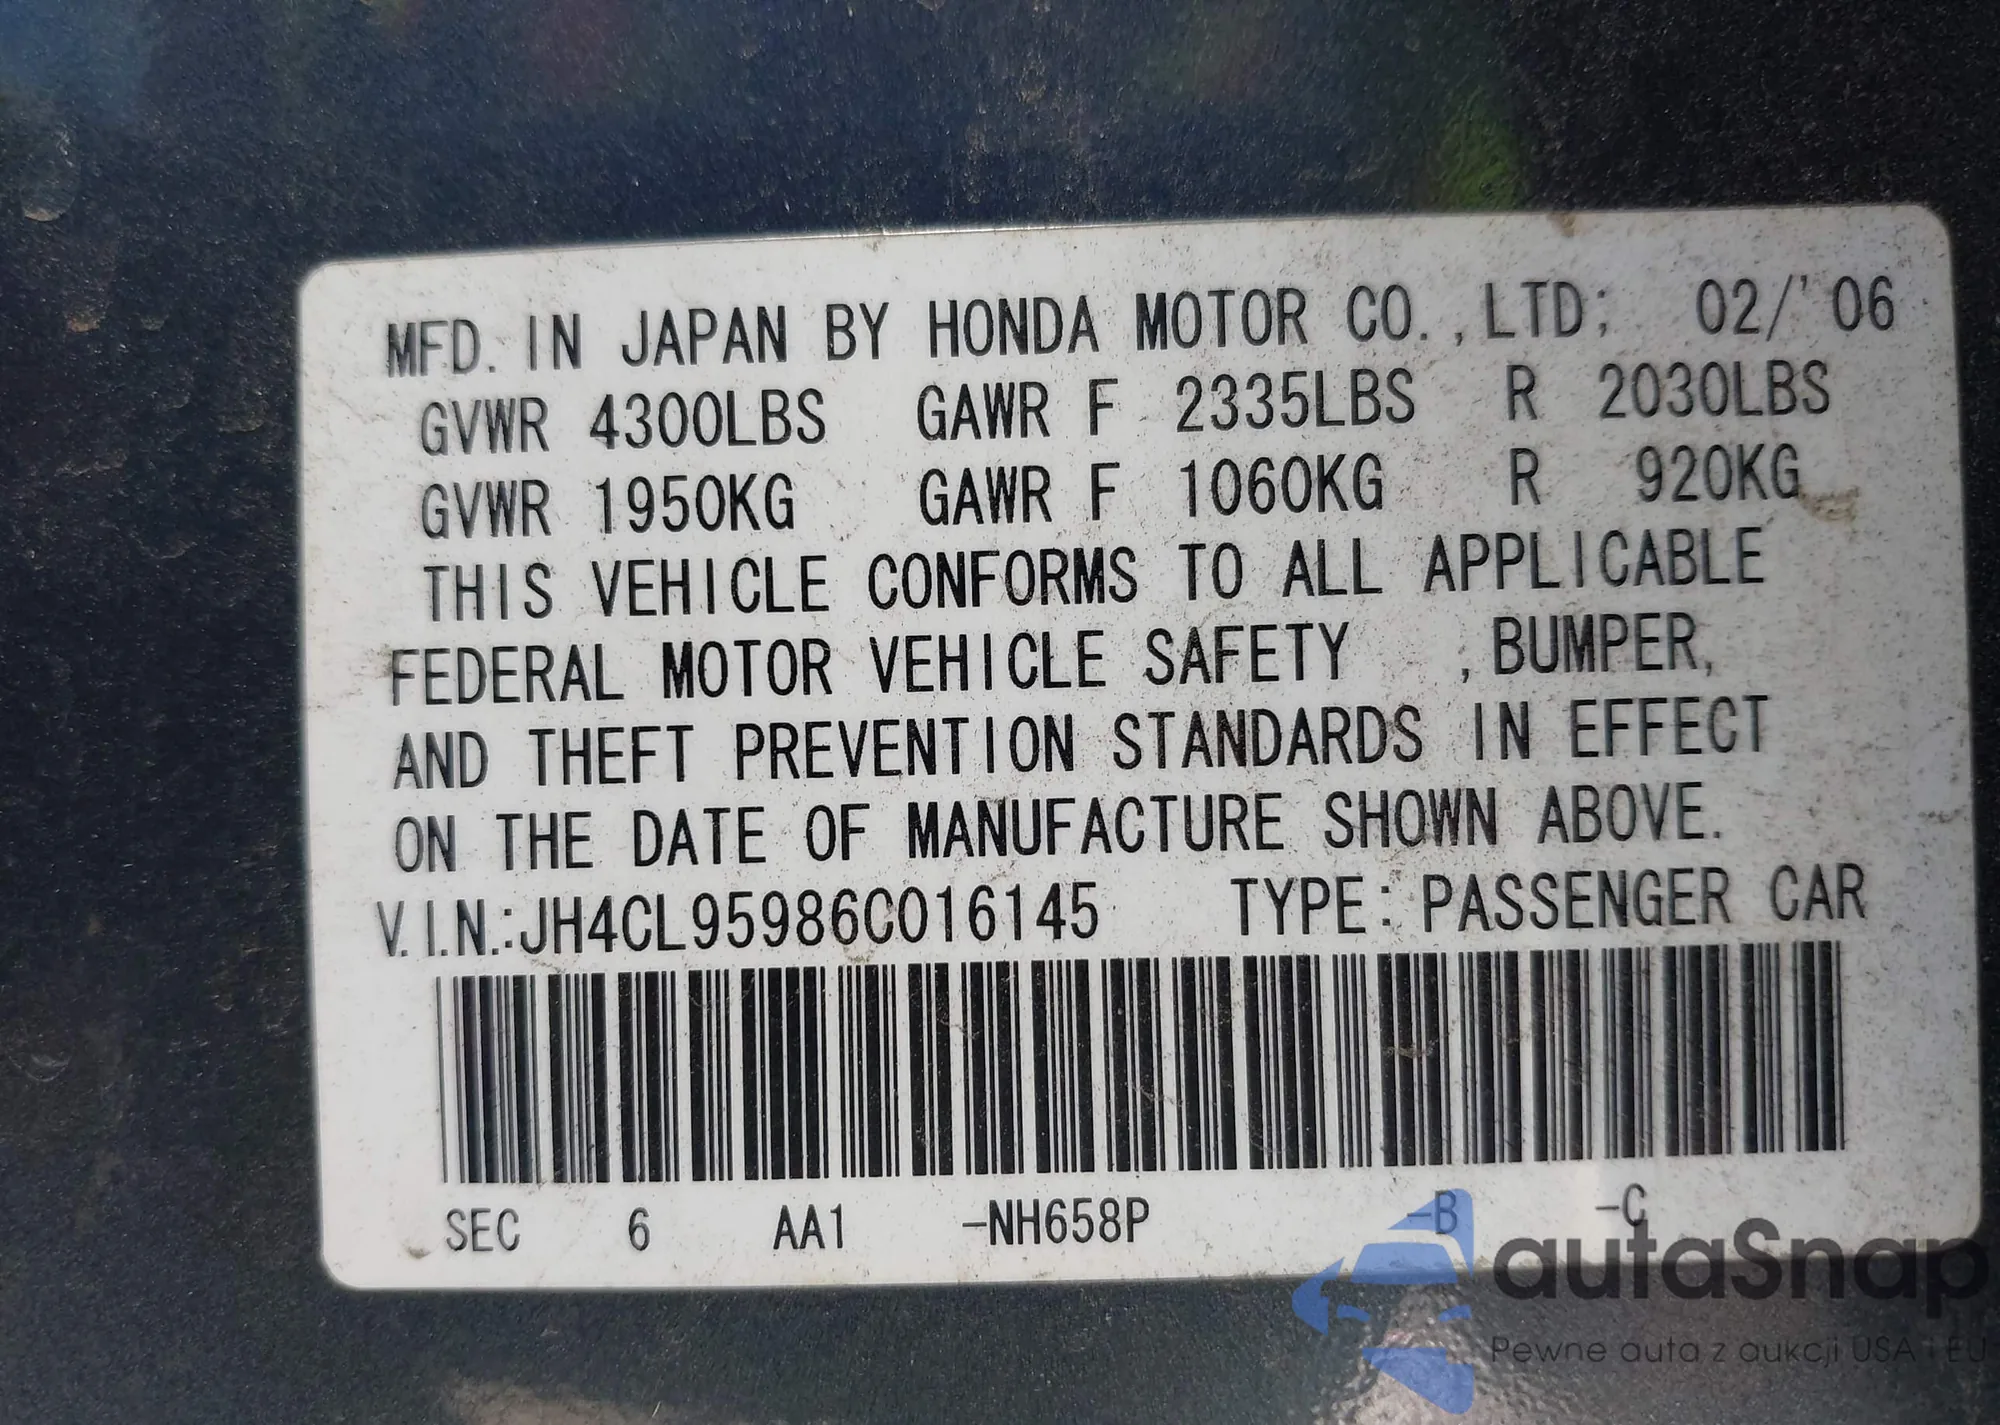 MFD. IN JAPAN BY HONDA MOTOR CO.,LTD; 02/'06
GVWR 4300LBS GAWR F 2335LBS R 2030LBS
GVWR 1950KG GAWR F 1060KG R 920KG
THIS VEHICLE CONFORMS TO ALL APPLICABLE
FEDERAL MOTOR VEHICLE SAFETY , BUMPER,
AND THEFT PREVENTION STANDARDS IN EFFECT
ON THE DATE OF MANUFACTURE SHOWN ABOVE.
V.I.N.:JH4CL95986C016145 TYPE: PASSENGER CAR
SEC 6 AA1 -NH658P -B -C
autaSnap
Pewne auta z aukcji USA i EU